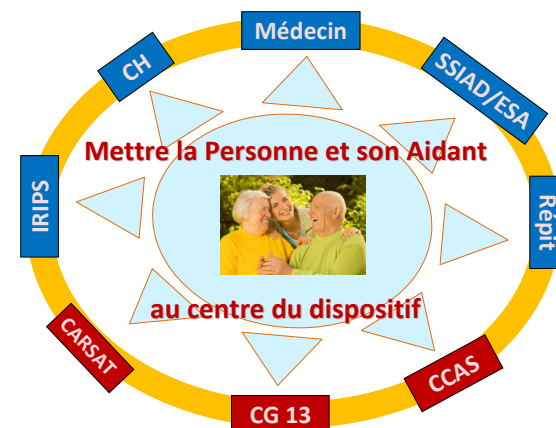 Médecin
CH
SSIAD/ESA
Mettre la Personne et son Aidant
IRIPS
Répit
au centre du dispositif
CARSAT
CCAS
CG 13